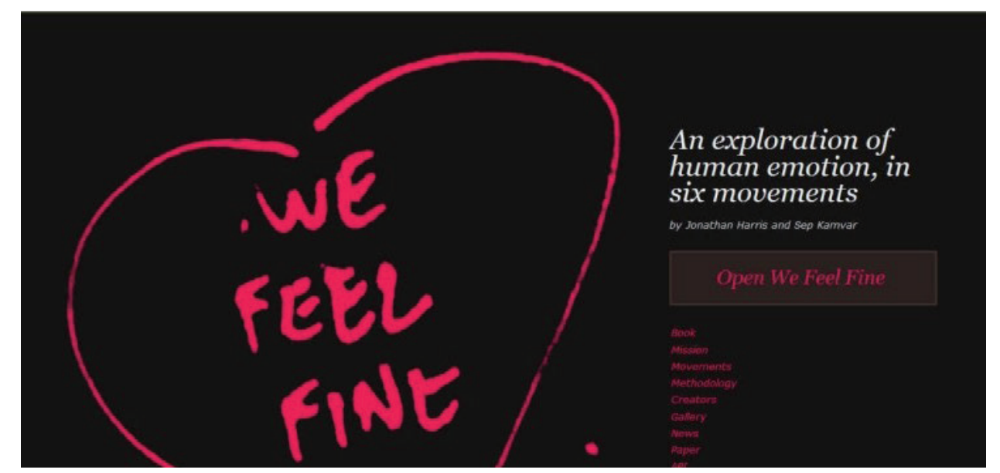 WE
FEEL
FINE
An exploration of
human emotion, in
six movements
by Jonathan Harris and Sep Kamvar
Open We Feel Fine
Book
Mission
Movements
Methodology
Creators
Gallery
News
Paper
API